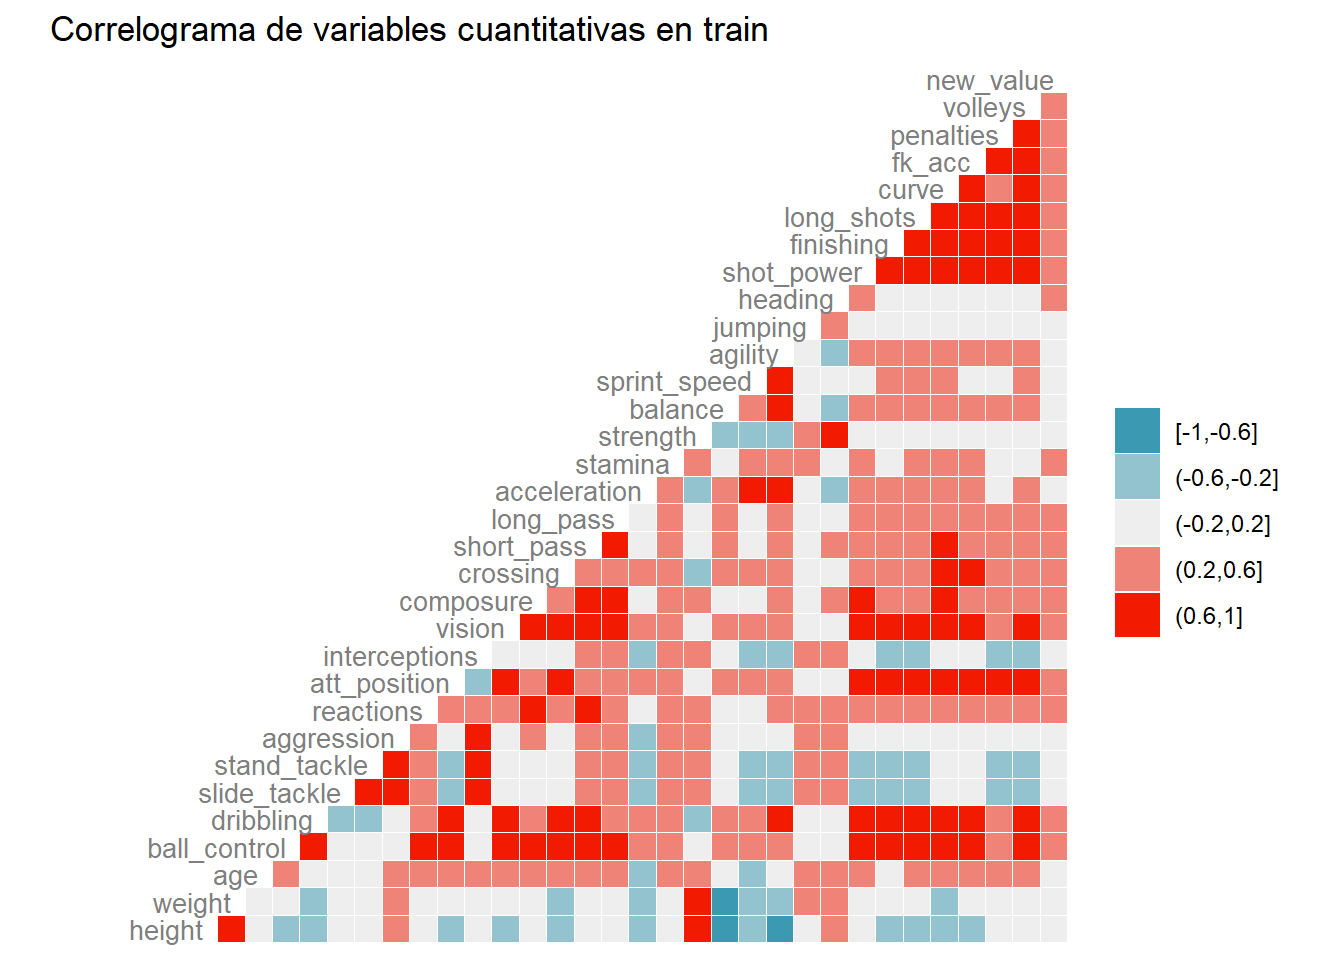 Correlograma de variables cuantitativas en train
new_value
volleys
penalties
fk_acc
curve
long_shots
finishing
shot_power
heading
jumping
agility
sprint_speed
balance
strength
stamina
acceleration
long_pass
short_pass
crossing
composure
vision
interceptions
att_position
reactions
aggression
stand_tackle
slide_tackle
dribbling
ball_control
age
weight
height
[-1,-0.6]
(-0.6,-0.2]
(-0.2,0.2]
(0.2,0.6]
(0.6,1]